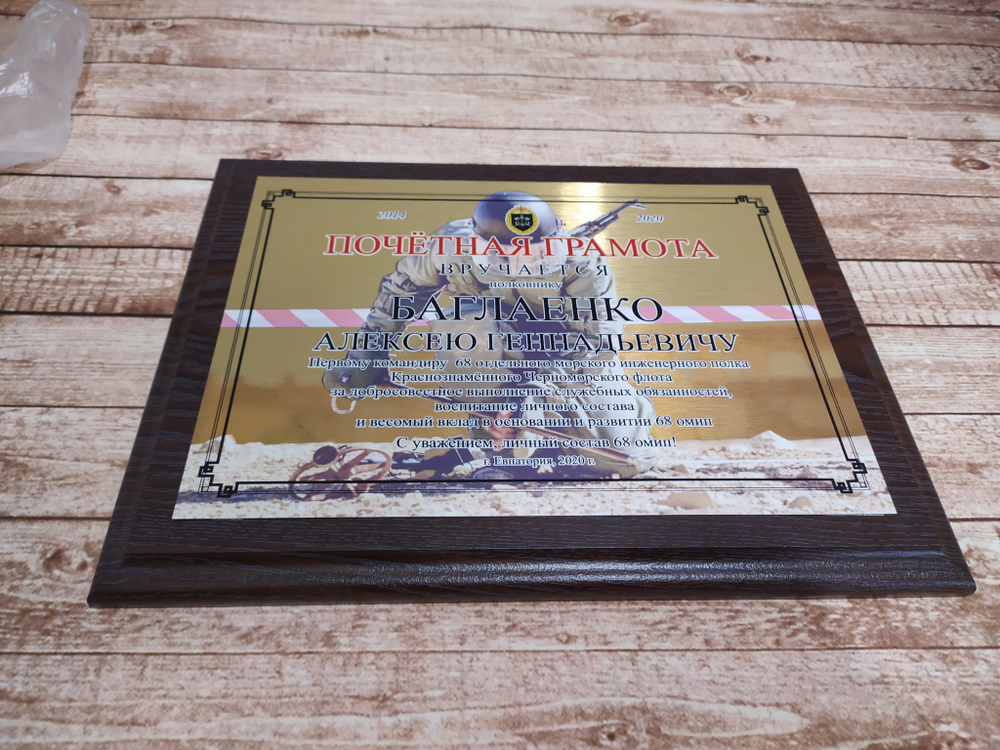 2014 2020
ПОЧЁТНАЯ ГРАМОТА
ВРУЧАЕТСЯ
полковнику
БАГЛАЕНКО
АЛЕКСЕЮ ГЕННАДЬЕВИЧУ
Первому командиру 68 отдельного морского инженерного полка
Краснознамённого Черноморского флота
за добросовестное выполнение служебных обязанностей,
воспитание личного состава
и весомый вклад в основании и развитии 68 омип
С уважением, личный состав 68 омип!
г. Евпатория, 2020 г.